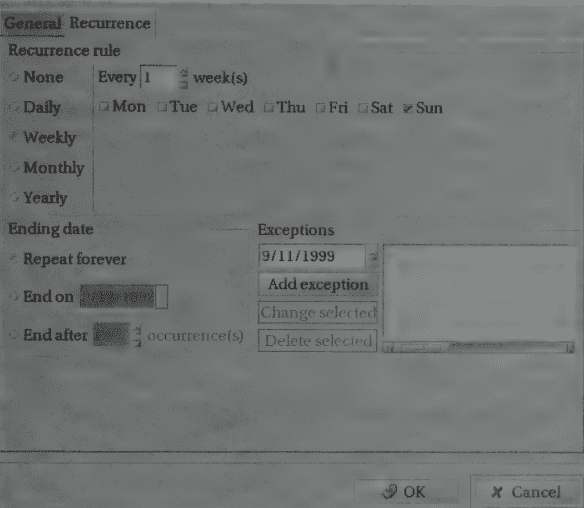 General Recurrence
Recurrence rule
None Every 1 week(s)
Daily Mon Tue Wed Thu Fri Sat Sun
Weekly
Monthly
Yearly
Ending date Exceptions
Repeat forever 9/11/1999
Add exception
End on
Change selected
End after occurrence(s)
Delete selected
OK Cancel